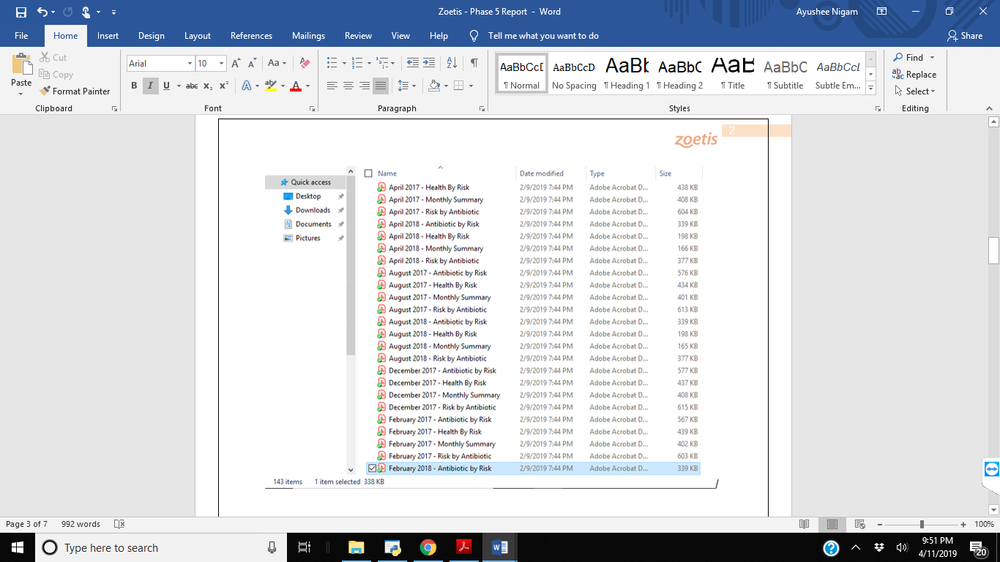 Zoetis - Phase 5 Report - Word
Ayushee Nigam
File Home Insert Design Layout References Mailings Review View Help Tell me what you want to do Share
Paste
Cut
Copy
Format Painter
Clipboard
Arial 10
Font
Paragraph
AaBbCcD AaBbCcD AaBbC AaBbC AaB AaBbC AaBbCcL
¶ Normal No Spacing ¶ Heading 1 ¶ Heading 2 ¶ Title ¶ Subtitle Subtle Em...
Styles
Find
Replace
Select
Editing
zoetis 2
Quick access
Desktop
Downloads
Documents
Pictures
Name Date modified Type Size
April 2017 - Health By Risk 2/9/2019 7:44 PM Adobe Acrobat D... 438 KB
April 2017 - Monthly Summary 2/9/2019 7:44 PM Adobe Acrobat D... 408 KB
April 2017 - Risk by Antibiotic 2/9/2019 7:44 PM Adobe Acrobat D... 604 KB
April 2018 - Antibiotic by Risk 2/9/2019 7:44 PM Adobe Acrobat D... 339 KB
April 2018 - Health By Risk 2/9/2019 7:44 PM Adobe Acrobat D... 198 KB
April 2018 - Monthly Summary 2/9/2019 7:44 PM Adobe Acrobat D... 166 KB
April 2018 - Risk by Antibiotic 2/9/2019 7:44 PM Adobe Acrobat D... 377 KB
August 2017 - Antibiotic by Risk 2/9/2019 7:44 PM Adobe Acrobat D... 576 KB
August 2017 - Health By Risk 2/9/2019 7:44 PM Adobe Acrobat D... 434 KB
August 2017 - Monthly Summary 2/9/2019 7:44 PM Adobe Acrobat D... 401 KB
August 2017 - Risk by Antibiotic 2/9/2019 7:44 PM Adobe Acrobat D... 613 KB
August 2018 - Antibiotic by Risk 2/9/2019 7:44 PM Adobe Acrobat D... 339 KB
August 2018 - Health By Risk 2/9/2019 7:44 PM Adobe Acrobat D... 198 KB
August 2018 - Monthly Summary 2/9/2019 7:44 PM Adobe Acrobat D... 165 KB
August 2018 - Risk by Antibiotic 2/9/2019 7:44 PM Adobe Acrobat D... 377 KB
December 2017 - Antibiotic by Risk 2/9/2019 7:44 PM Adobe Acrobat D... 577 KB
December 2017 - Health By Risk 2/9/2019 7:44 PM Adobe Acrobat D... 437 KB
December 2017 - Monthly Summary 2/9/2019 7:44 PM Adobe Acrobat D... 408 KB
December 2017 - Risk by Antibiotic 2/9/2019 7:44 PM Adobe Acrobat D... 615 KB
February 2017 - Antibiotic by Risk 2/9/2019 7:44 PM Adobe Acrobat D... 567 KB
February 2017 - Health By Risk 2/9/2019 7:44 PM Adobe Acrobat D... 439 KB
February 2017 - Monthly Summary 2/9/2019 7:44 PM Adobe Acrobat D... 402 KB
February 2017 - Risk by Antibiotic 2/9/2019 7:44 PM Adobe Acrobat D... 603 KB
February 2018 - Antibiotic by Risk 2/9/2019 7:44 PM Adobe Acrobat D... 339 KB
143 items 1 item selected 338 KB
Page 3 of 7 992 words 100%
Type here to search
9:51 PM
4/11/2019
20